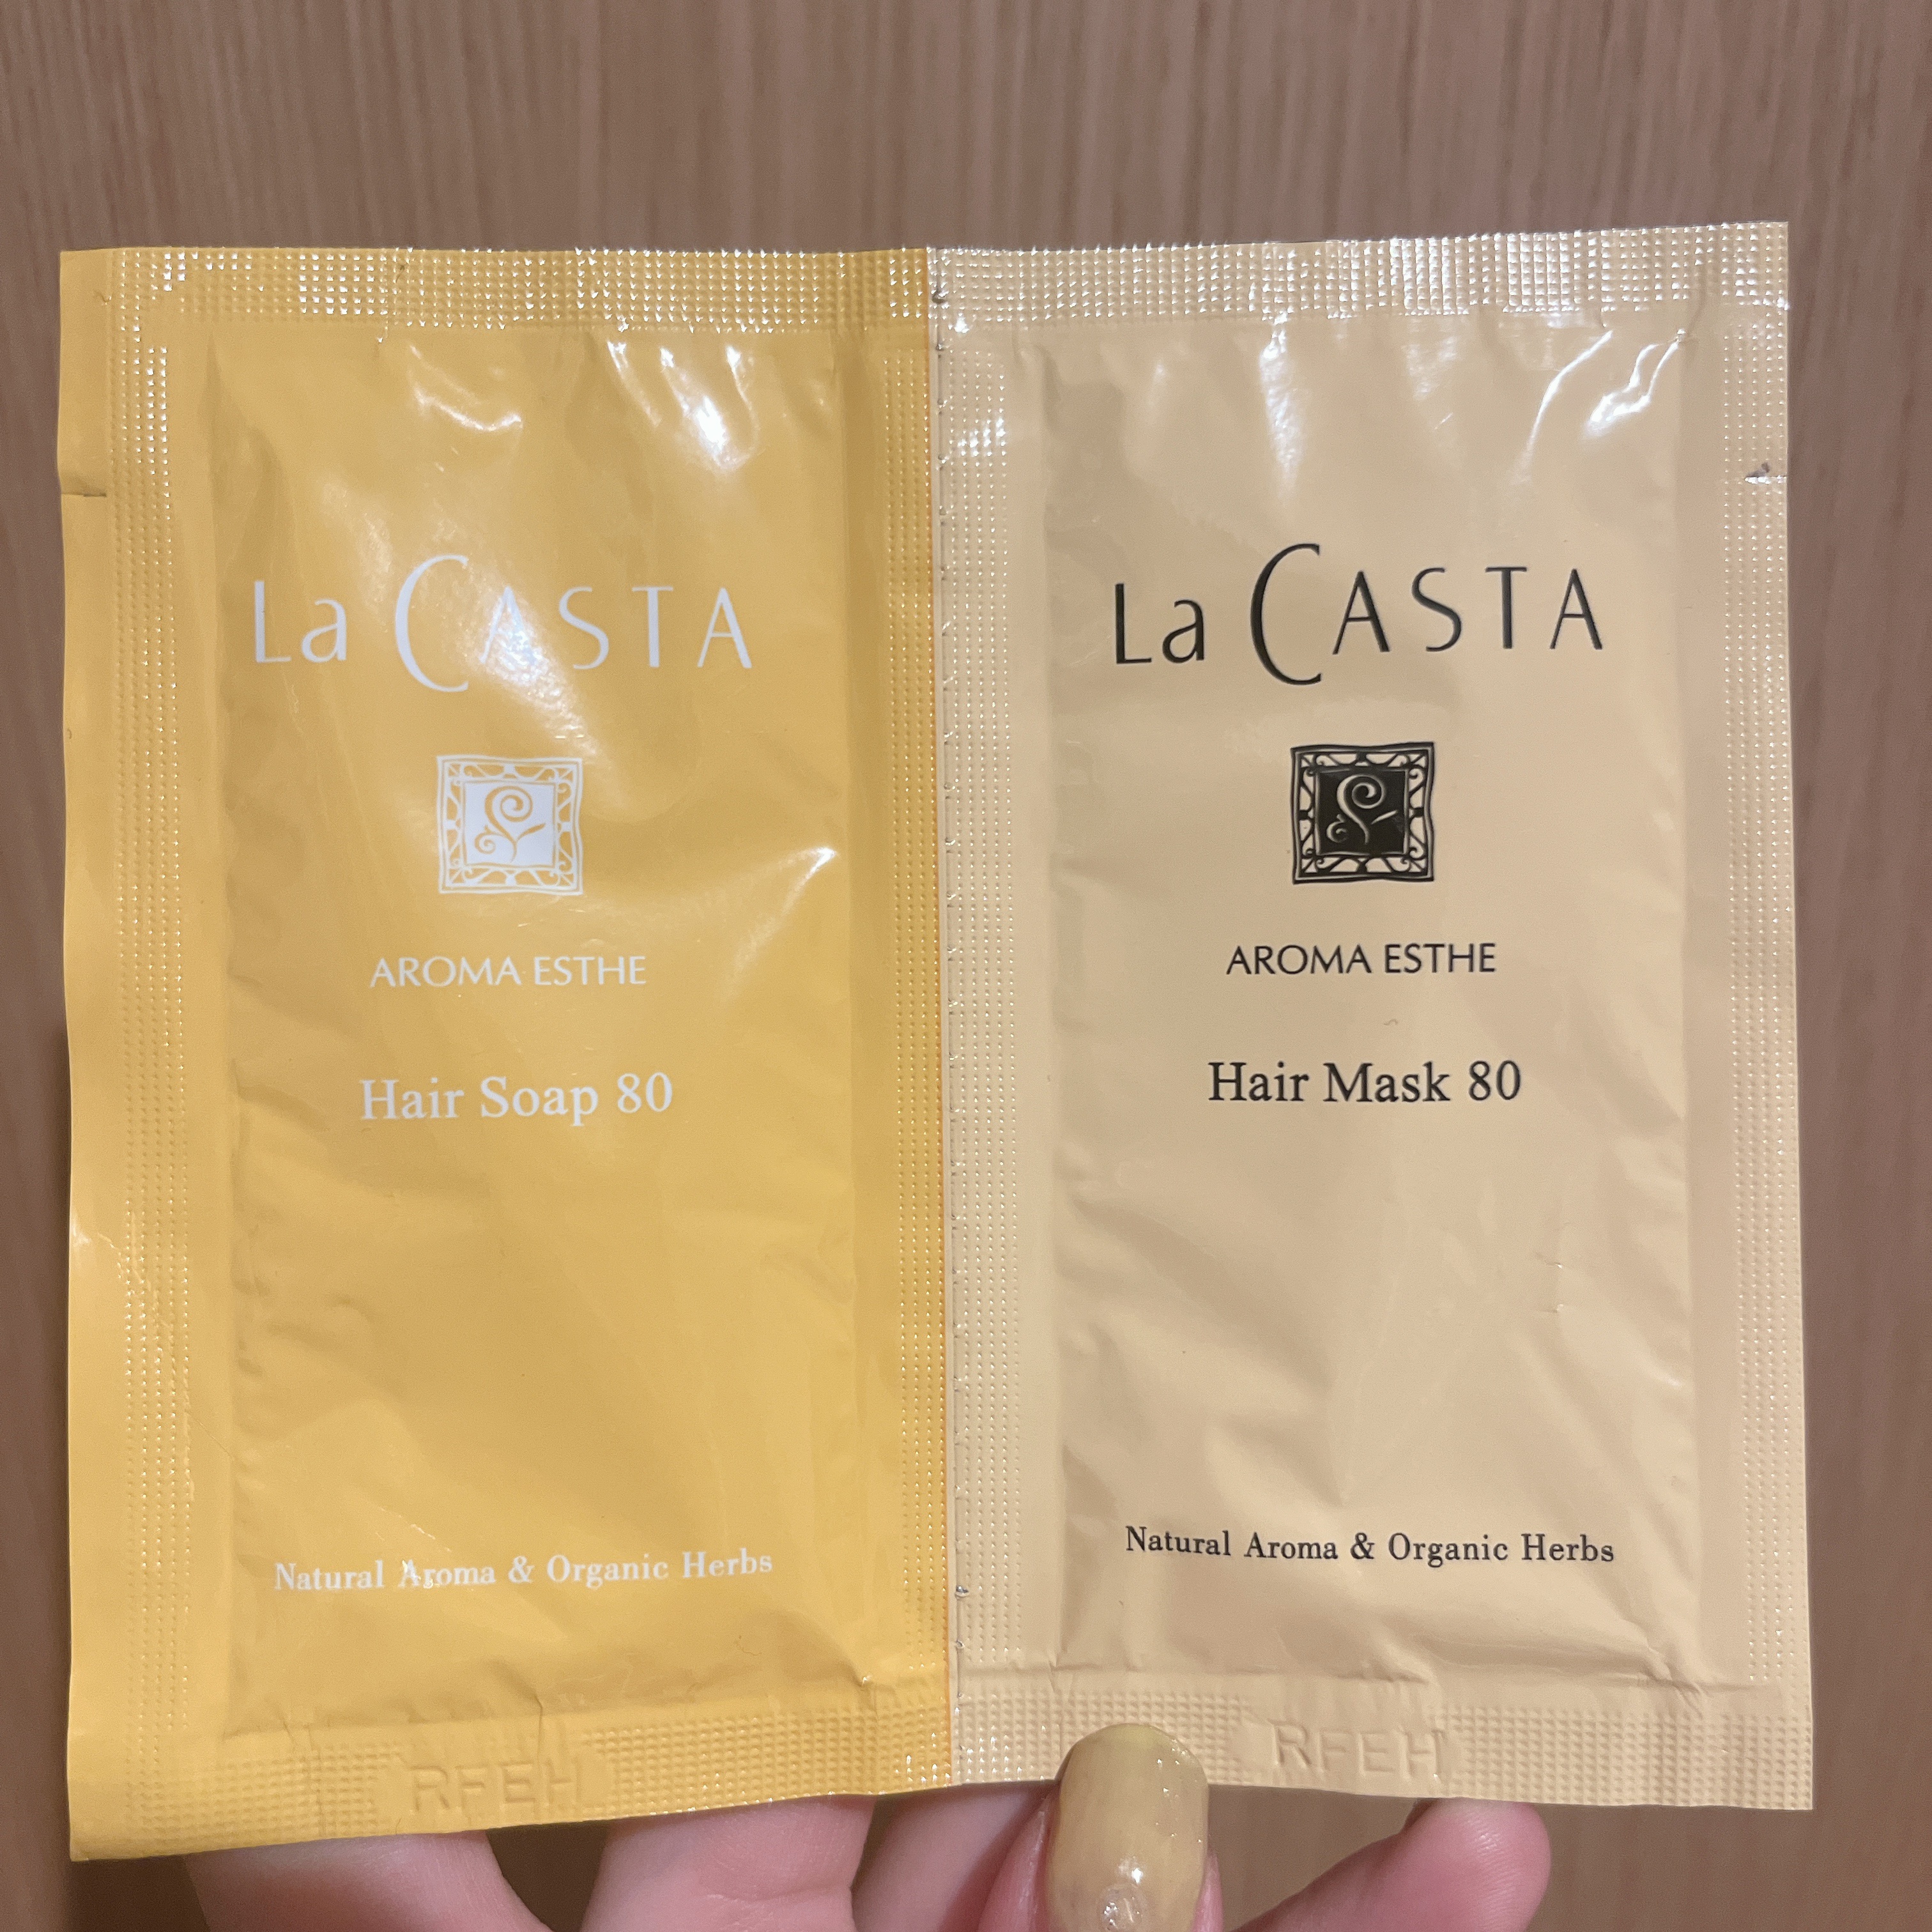 La CASTA
AROMA ESTHE
Hair Soap 80
Natural Aroma & Organic Herbs
RFEH
La CASTA
AROMA ESTHE
Hair Mask 80
Natural Aroma & Organic Herbs
RFEH